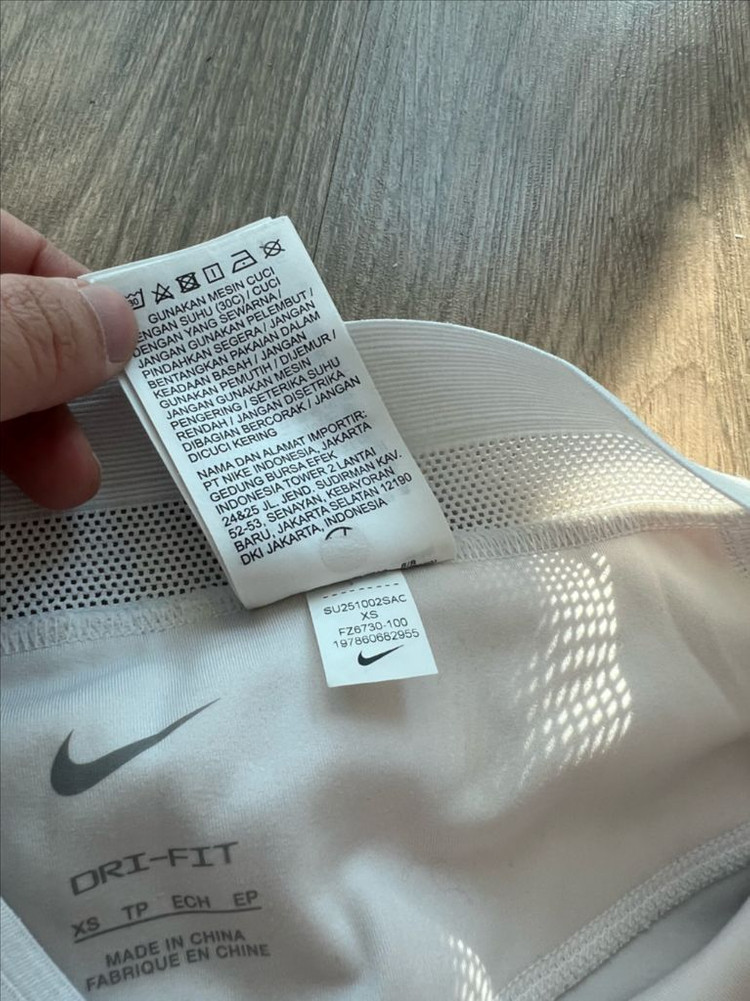 30
GUNAKAN MESIN CUCI
DENGAN SUHU (30C) / CUCI
DENGAN YANG SEWARNA /
JANGAN GUNAKAN PELEMBUT /
PINDAHKAN SEGERA / JANGAN
BENTANGKAN PAKAIAN DALAM
KEADAAN BASAH / JANGAN
GUNAKAN PEMUTIH / DIJEMUR /
JANGAN GUNAKAN MESIN
PENGERING / SETERIKA SUHU
RENDAH / JANGAN DISETRIKA
DIBAGIAN BERCORAK / JANGAN
DICUCI KERING
NAMA DAN ALAMAT IMPORTIR:
PT NIKE INDONESIA, JAKARTA
GEDUNG BURSA EFEK
INDONESIA TOWER 2 LANTAI
24&25 JL. JEND. SUDIRMAN KAV.
52-53, SENAYAN, KEBAYORAN
BARU, JAKARTA SELATAN 12190
DKI JAKARTA, INDONESIA
SU251002SAC
XS
FZ6730-100
197860682955
DRI-FIT
XS TP ECH EP
MADE IN CHINA
FABRIQUÉ EN CHINE